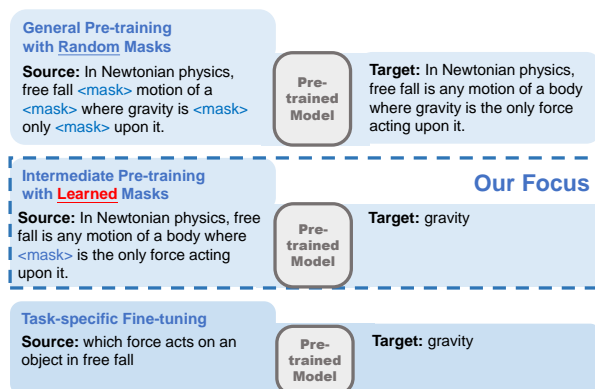 General Pre-training
with Random Masks
Source: In Newtonian physics,
free fall <mask> motion of a
<mask> where gravity is <mask>
only <mask> upon it.
Pre-
trained
Model
Target: In Newtonian physics,
free fall is any motion of a body
where gravity is the only force
acting upon it.
Intermediate Pre-training
with Learned Masks
Our Focus
Source: In Newtonian physics, free
fall is any motion of a body where
<mask> is the only force acting
upon it.
Pre-
trained
Model
Target: gravity
Task-specific Fine-tuning
Source: which force acts on an
object in free fall
Pre-
trained
Model
Target: gravity